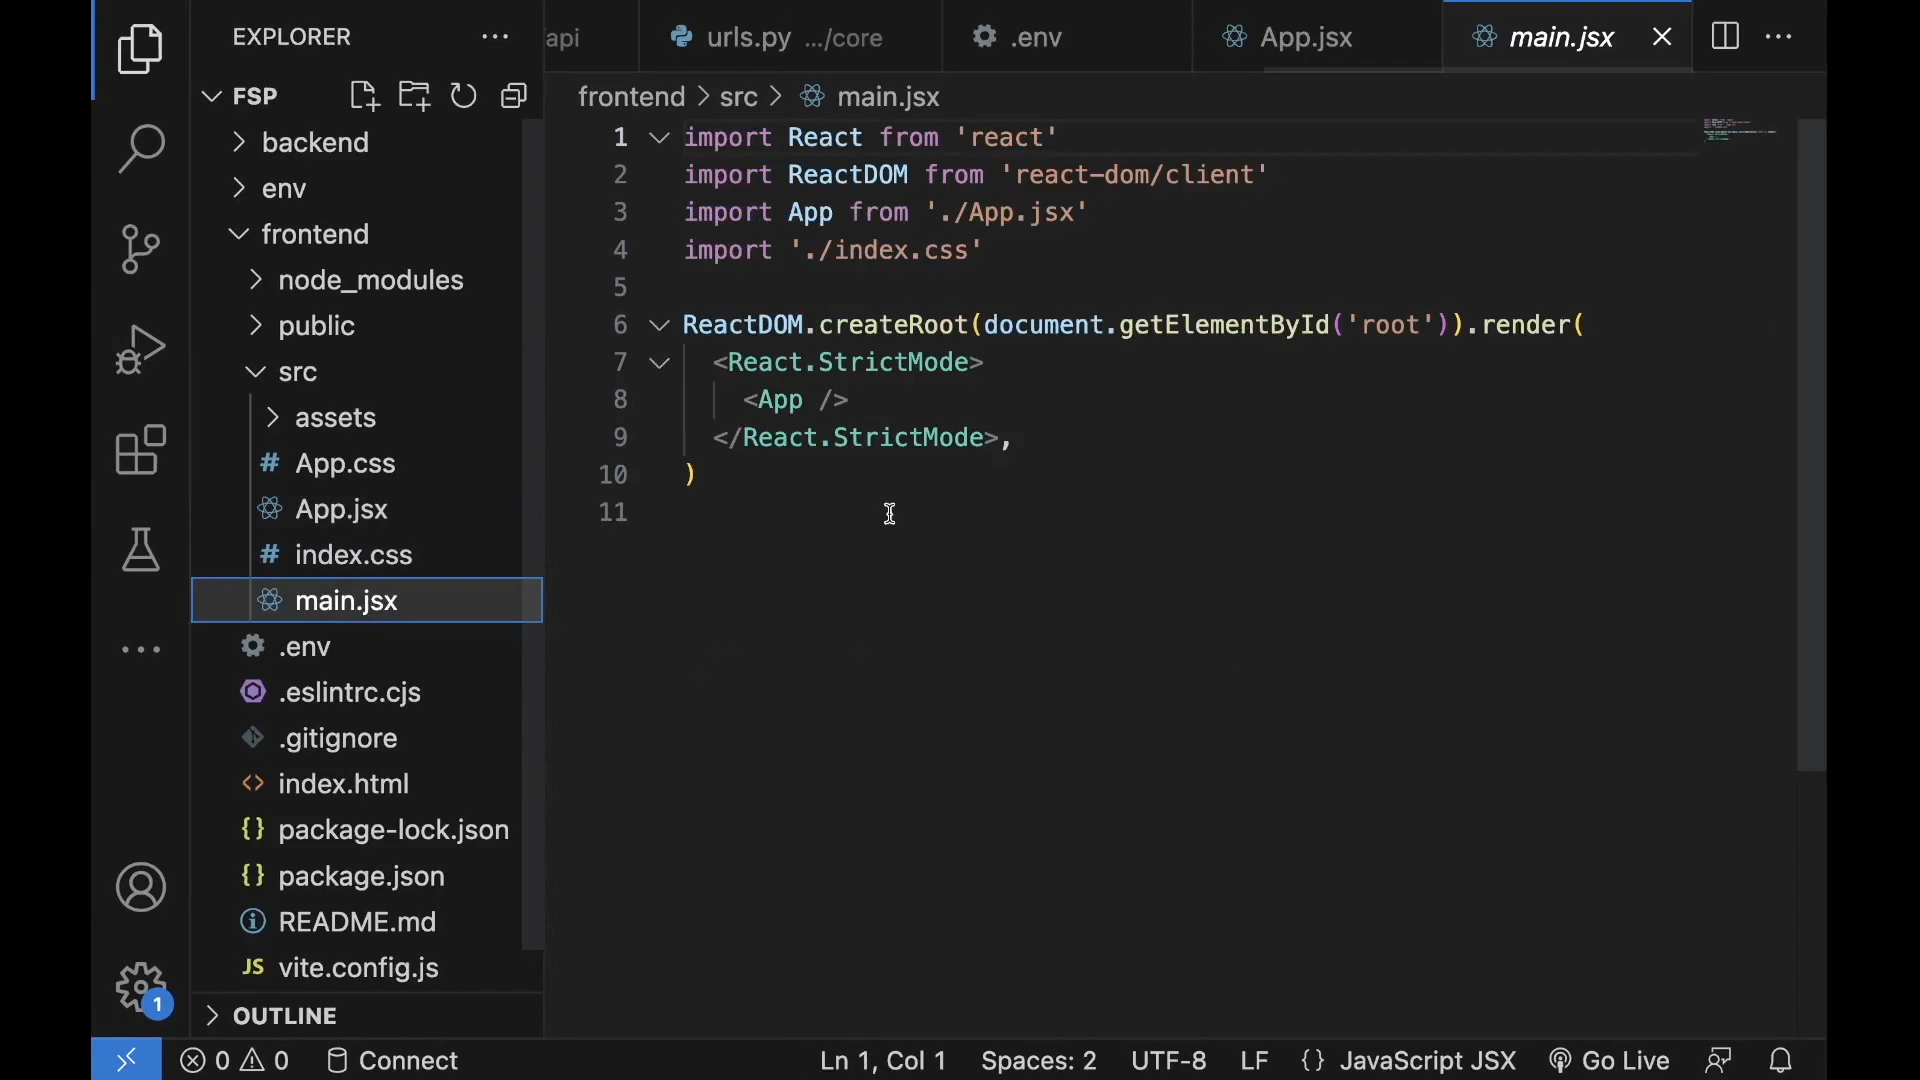 EXPLORER
api
urls.py .../core
.env
App.jsx
main.jsx
FSP
frontend > src > main.jsx
backend
env
frontend
node_modules
public
src
assets
App.css
App.jsx
index.css
main.jsx
.env
.eslintrc.cjs
.gitignore
index.html
package-lock.json
package.json
README.md
vite.config.js
OUTLINE
1 import React from 'react'
2 import ReactDOM from 'react-dom/client'
3 import App from './App.jsx'
4 import './index.css'
5
6 ReactDOM.createRoot(document.getElementById('root')).render(
7 <React.StrictMode>
8 <App />
9 </React.StrictMode>,
10 )
11
1
0 0 Connect
Ln 1, Col 1 Spaces: 2 UTF-8 LF {} JavaScript JSX Go Live